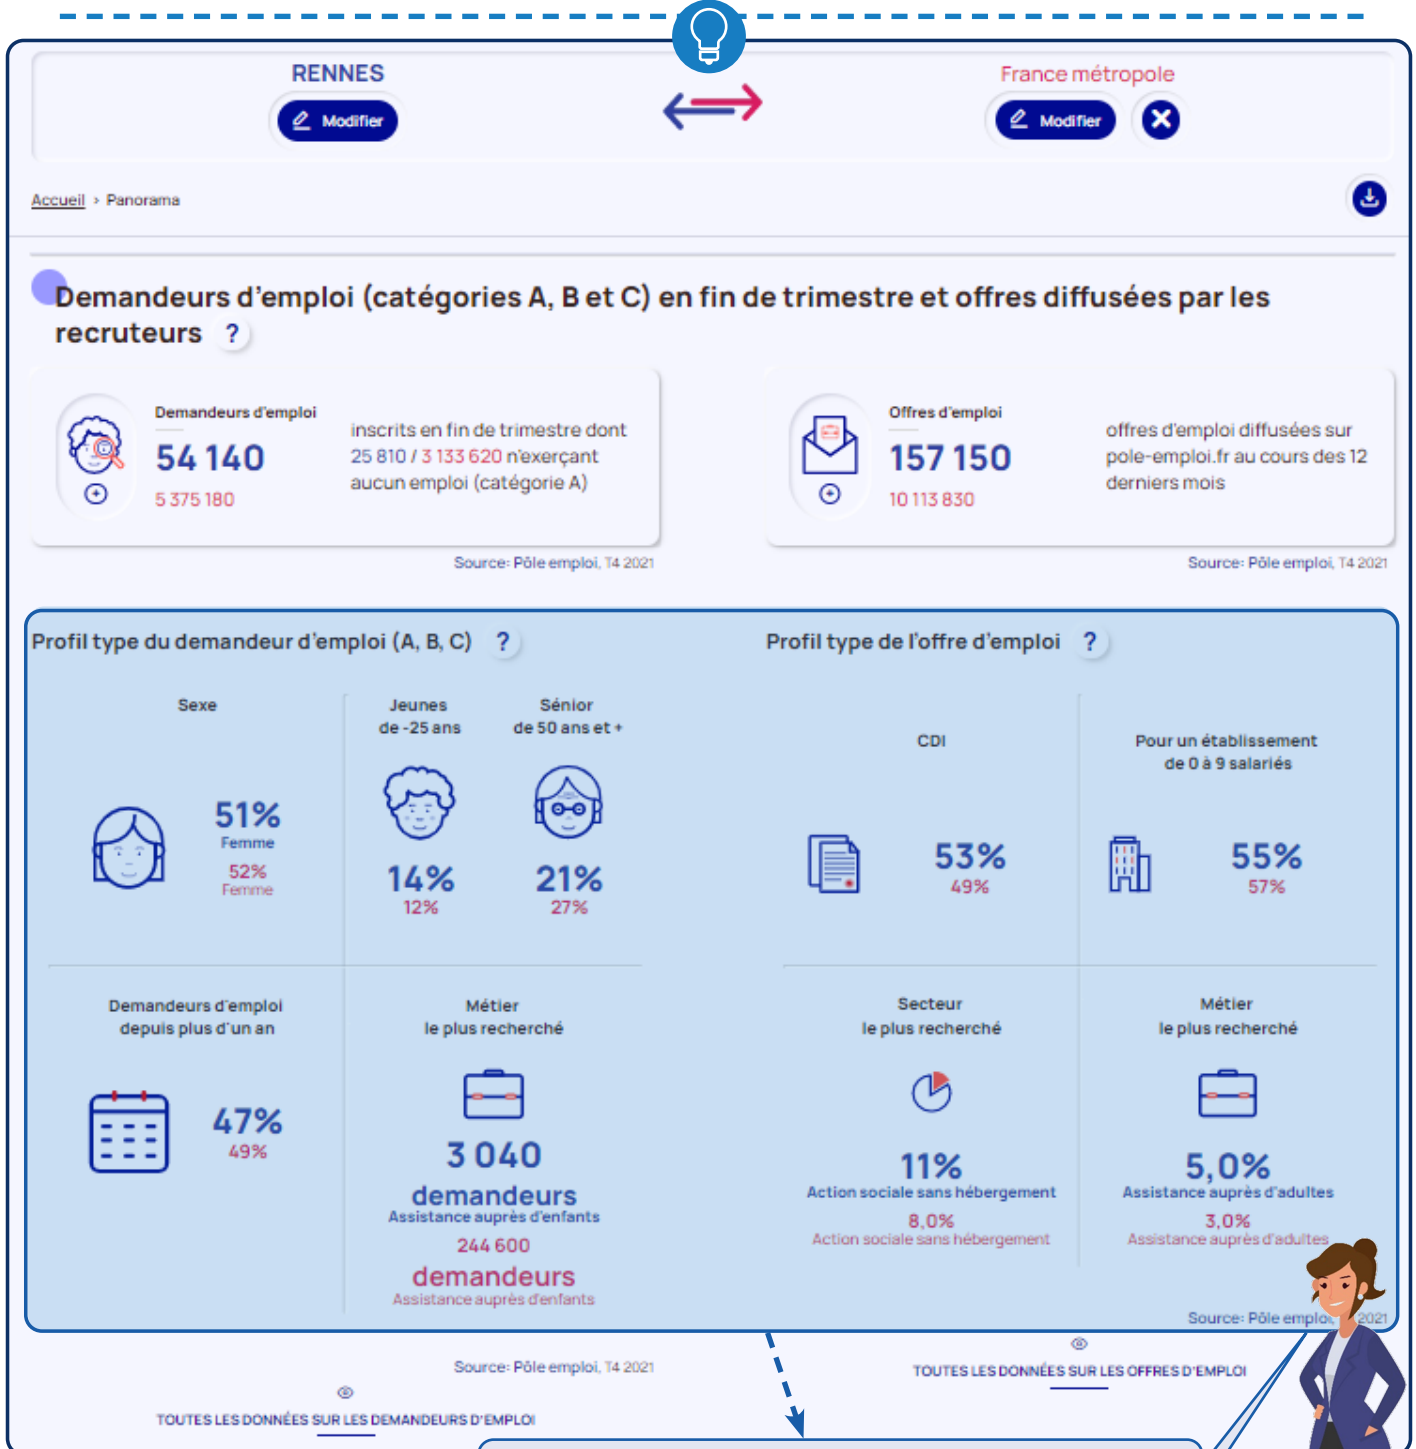 RENNES
Modifier
France métropole
Modifier
Accueil > Panorama
Demandeurs d'emploi (catégories A, B et C) en fin de trimestre et offres diffusées par les
recruteurs ?
Demandeurs d'emploi
54 140
5 375 180
inscrits en fin de trimestre dont
25 810 / 3 133 620 n'exerçant
aucun emploi (catégorie A)
Source: Pôle emploi, T4 2021
Offres d'emploi
157 150
10 113 830
offres d'emploi diffusées sur
pole-emploi.fr au cours des 12
derniers mois
Source: Pôle emploi, T4 2021
Profil type du demandeur d'emploi (A, B, C) ?
Sexe
51%
Femme
52%
Femme
Jeunes
de -25 ans
14%
12%
Sénior
de 50 ans et +
21%
27%
Demandeurs d'emploi
depuis plus d'un an
47%
49%
Métier
le plus recherché
3 040
demandeurs
Assistance auprès d'enfants
244 600
demandeurs
Assistance auprès d'enfants
Source: Pôle emploi, T4 2021
TOUTES LES DONNÉES SUR LES DEMANDEURS D'EMPLOI
Profil type de l'offre d'emploi ?
CDI
53%
49%
Pour un établissement
de 0 à 9 salariés
55%
57%
Secteur
le plus recherché
11%
Action sociale sans hébergement
8,0%
Action sociale sans hébergement
Métier
le plus recherché
5,0%
Assistance auprès d'adultes
3,0%
Assistance auprès d'adultes
Source: Pôle emploi 2021
TOUTES LES DONNÉES SUR LES OFFRES D'EMPLOI